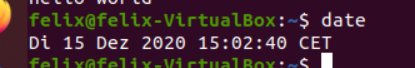 hello world
felix@felix-VirtualBox:~$ date
Di 15 Dez 2020 15:02:40 CET
felix@felix-VirtualBox:~$